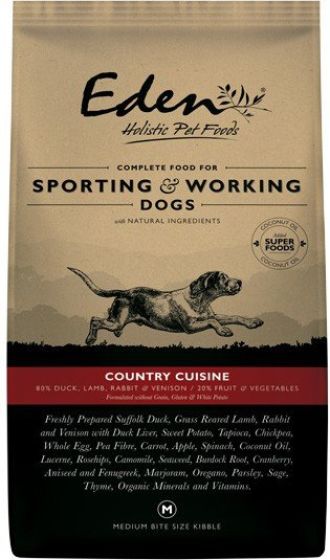 Eden
Holistic Pet Foods
COMPLETE FOOD FOR
SPORTING & WORKING
DOGS
with NATURAL INGREDIENTS
COCONUT OIL
Added
SUPER
FOODS
COCONUT OIL
COUNTRY CUISINE
80% DUCK, LAMB, RABBIT & VENISON / 20% FRUIT & VEGETABLES
Formulated without Grain, Gluten & White Potato
Freshly Prepared Suffolk Duck, Grass Reared Lamb, Rabbit
and Venison with Duck Liver, Sweet Potato, Tapioca, Chickpea,
Whole Egg, Pea Fibre, Carrot, Apple, Spinach, Coconut Oil,
Lucerne, Rosehips, Camomile, Seaweed, Burdock Root, Cranberry,
Aniseed and Fenugreek, Marjoram, Oregano, Parsley, Sage,
Thyme, Organic Minerals and Vitamins.
M
MEDIUM BITE SIZE KIBBLE